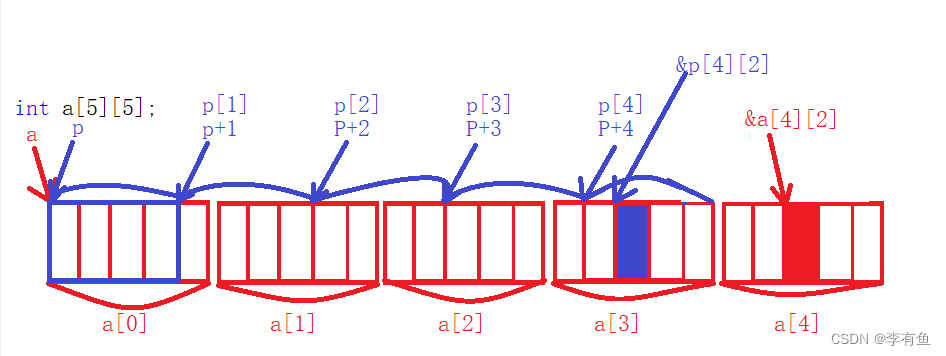 &p[4][2]
int a[5][5];
p[1]
p[2]
p[3]
p[4]
&a[4][2]
a
p
p+1
P+2
P+3
P+4
a[0]
a[1]
a[2]
a[3]
a[4]
CSDN @李有鱼